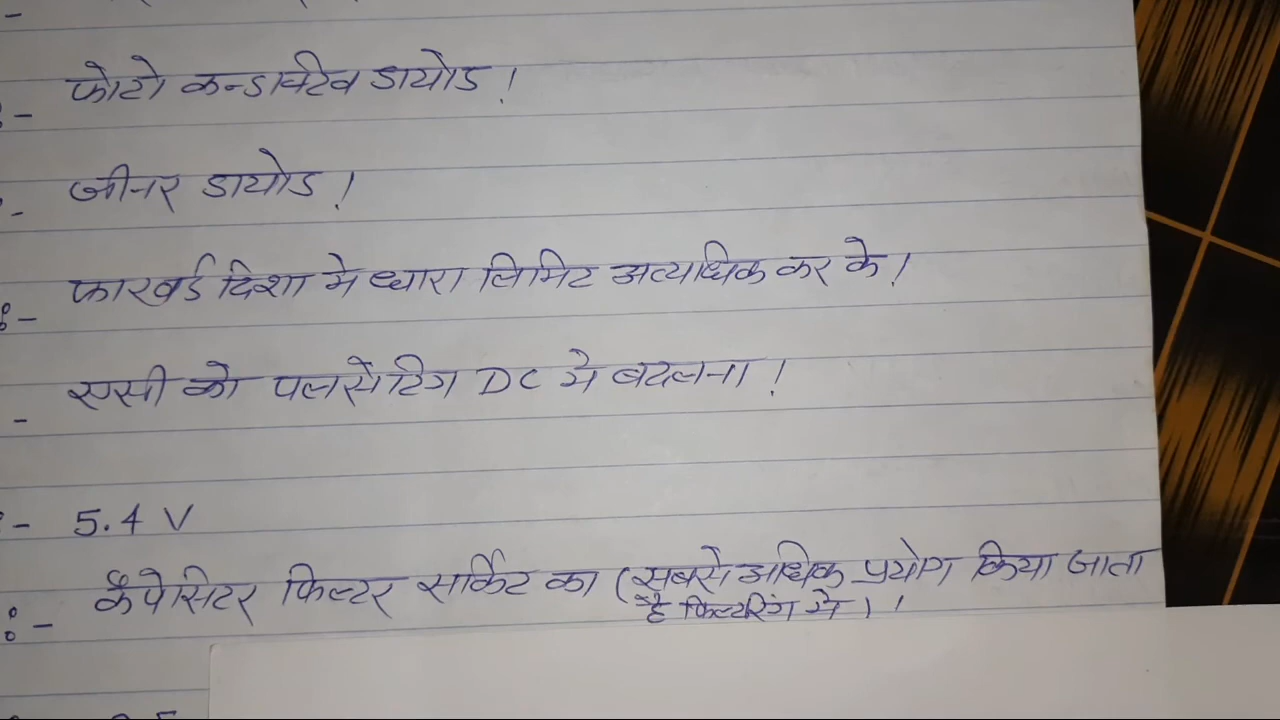 :- फोटो कन्डक्टिव डायोड !
- जीनर डायोड !
:- फारवर्ड दिशा मे धारा लिमिट अत्याधिक कर के !
- एसी को पलसेटिग DC मे बदलना !
:- 5.4 V
:- कैपेसिटर फिल्टर सर्किट का (सबसे अधिक प्रयोग किया जाता
है फिल्टरिंग मे ) !